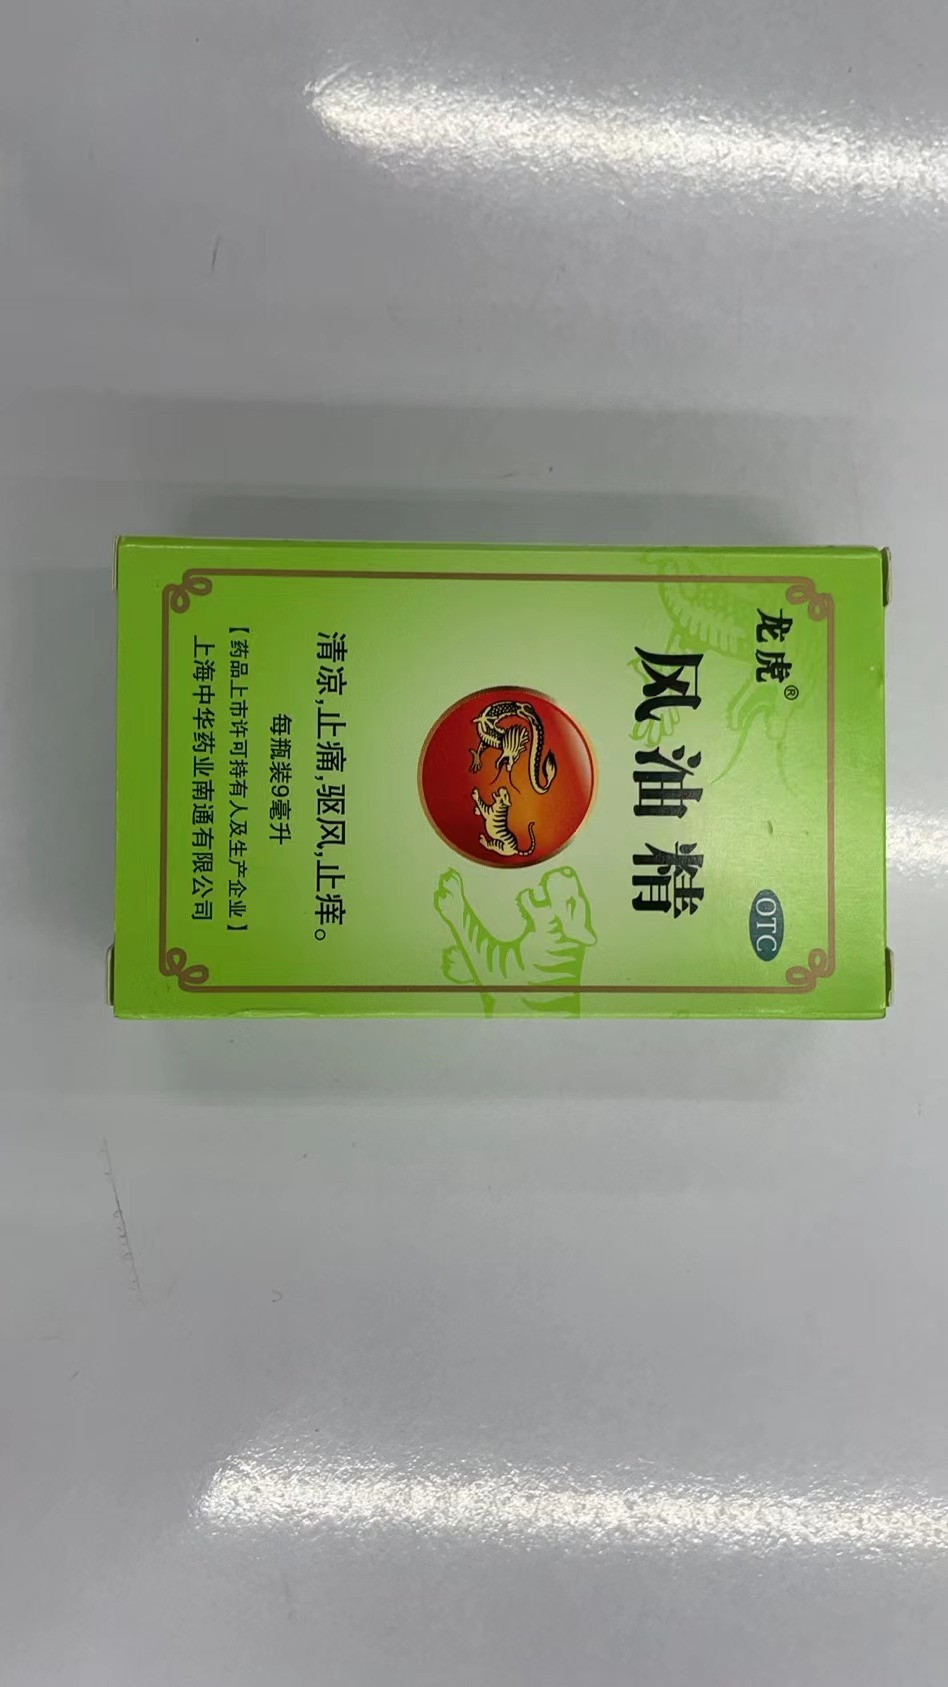 龙虎®
OTC
风油精
清凉,止痛,驱风,止痒。
每瓶装9毫升
【药品上市许可持有人及生产企业】
上海中华药业南通有限公司